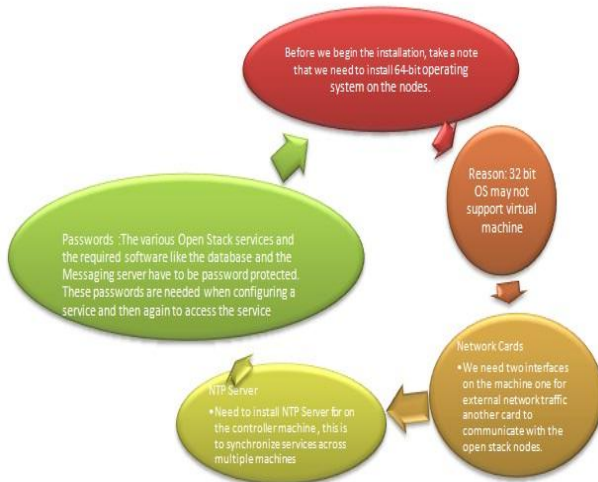 Before we begin the installation, take a note
that we need to install 64-bit operating
system on the nodes.
Reason: 32 bit
OS may not
support virtual
machine
Network Cards
•We need two interfaces
on the machine one for
external network traffic
another card to
communicate with the
open stack nodes.
NTP Server
•Need to install NTP Server for on
the controller machine , this is
to synchronize services across
multiple machines
Passwords :The various Open Stack services and
the required software like the database and the
Messaging server have to be password protected.
These passwords are needed when configuring a
service and then again to access the service